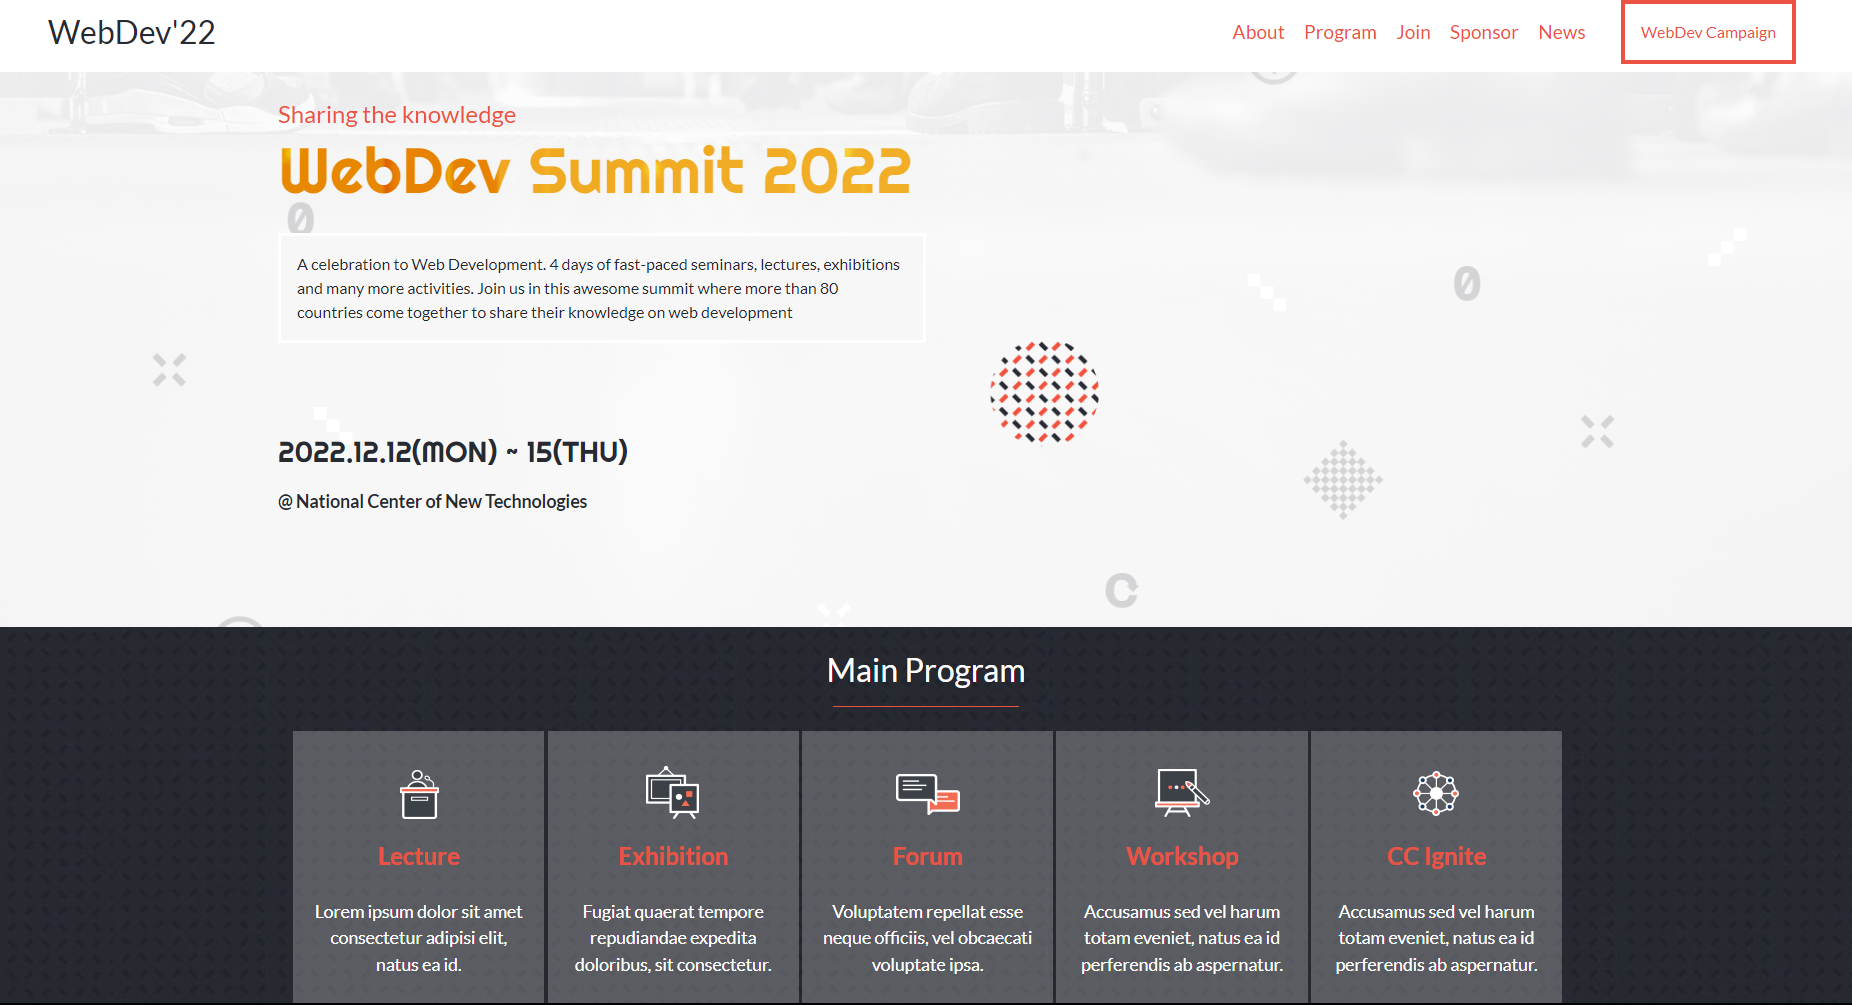 WebDev'22
About Program Join Sponsor News WebDev Campaign
Sharing the knowledge
WebDev Summit 2022
A celebration to Web Development. 4 days of fast-paced seminars, lectures, exhibitions
and many more activities. Join us in this awesome summit where more than 80
countries come together to share their knowledge on web development
2022.12.12(MON) ~ 15(THU)
@ National Center of New Technologies
Main Program
Lecture
Lorem ipsum dolor sit amet
consectetur adipisi elit,
natus ea id.
Exhibition
Fugiat quaerat tempore
repudiandae expedita
doloribus, sit consectetur.
Forum
Voluptatem repellat esse
neque officiis, vel obcaecati
voluptate ipsa.
Workshop
Accusamus sed vel harum
totam eveniet, natus ea id
perferendis ab aspernatur.
CC Ignite
Accusamus sed vel harum
totam eveniet, natus ea id
perferendis ab aspernatur.